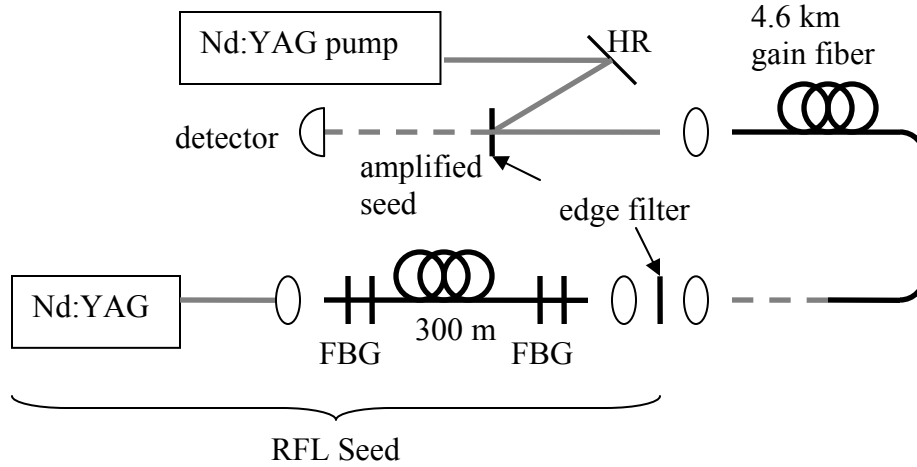 Nd:YAG pump
HR
4.6 km
gain fiber
detector
amplified
seed
edge filter
Nd:YAG
FBG
300 m
FBG
RFL Seed